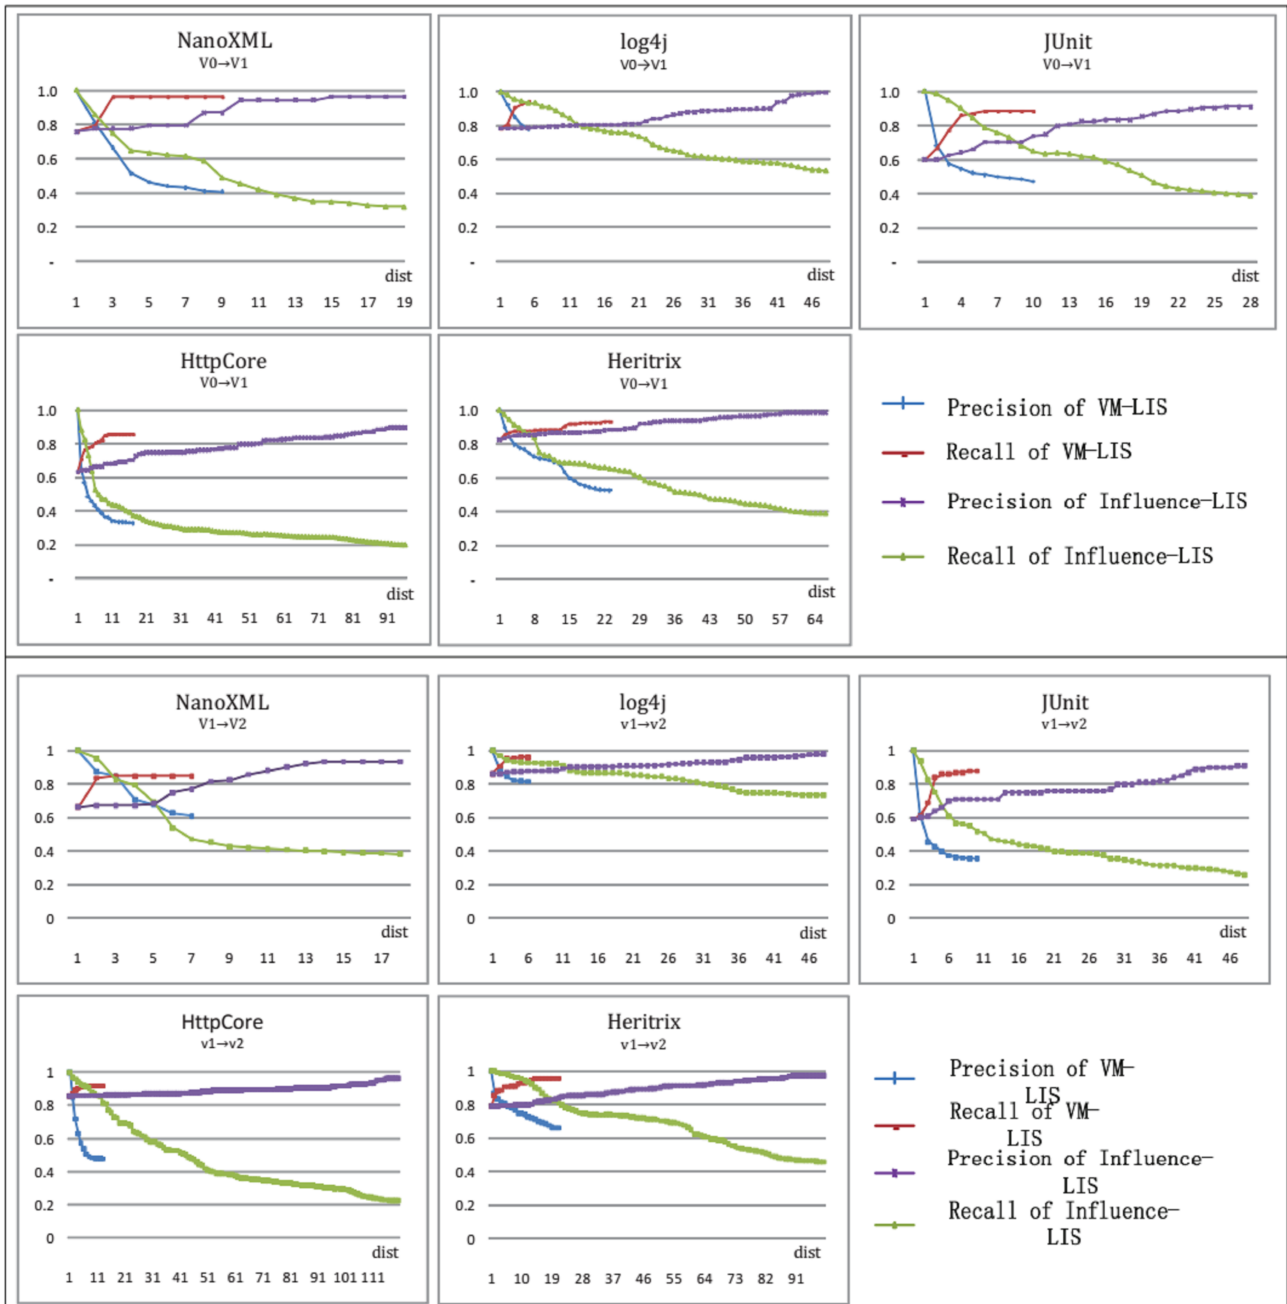 NanoXML
V0→V1
1.0
0.8
0.6
0.4
0.2
-
dist
1 3 5 7 9 11 13 15 17 19
log4j
V0→V1
1.0
0.8
0.6
0.4
0.2
-
dist
1 6 11 16 21 26 31 36 41 46
JUnit
V0→V1
1.0
0.8
0.6
0.4
0.2
-
dist
1 4 7 10 13 16 19 22 25 28
HttpCore
V0→V1
1.0
0.8
0.6
0.4
0.2
-
dist
1 11 21 31 41 51 61 71 81 91
Heritrix
V0→V1
1.0
0.8
0.6
0.4
0.2
-
dist
1 8 15 22 29 36 43 50 57 64
Precision of VM-LIS
Recall of VM-LIS
Precision of Influence-LIS
Recall of Influence-LIS
NanoXML
V1→V2
1
0.8
0.6
0.4
0.2
0
dist
1 3 5 7 9 11 13 15 17
log4j
v1→v2
1
0.8
0.6
0.4
0.2
0
dist
1 6 11 16 21 26 31 36 41 46
JUnit
v1→v2
1
0.8
0.6
0.4
0.2
0
dist
1 6 11 16 21 26 31 36 41 46
HttpCore
v1→v2
1
0.8
0.6
0.4
0.2
0
dist
1 11 21 31 41 51 61 71 81 91 101 111
Heritrix
v1→v2
1
0.8
0.6
0.4
0.2
0
dist
1 10 19 28 37 46 55 64 73 82 91
Precision of VM-
LIS
Recall of VM-
LIS
Precision of Influence-
LIS
Recall of Influence-
LIS